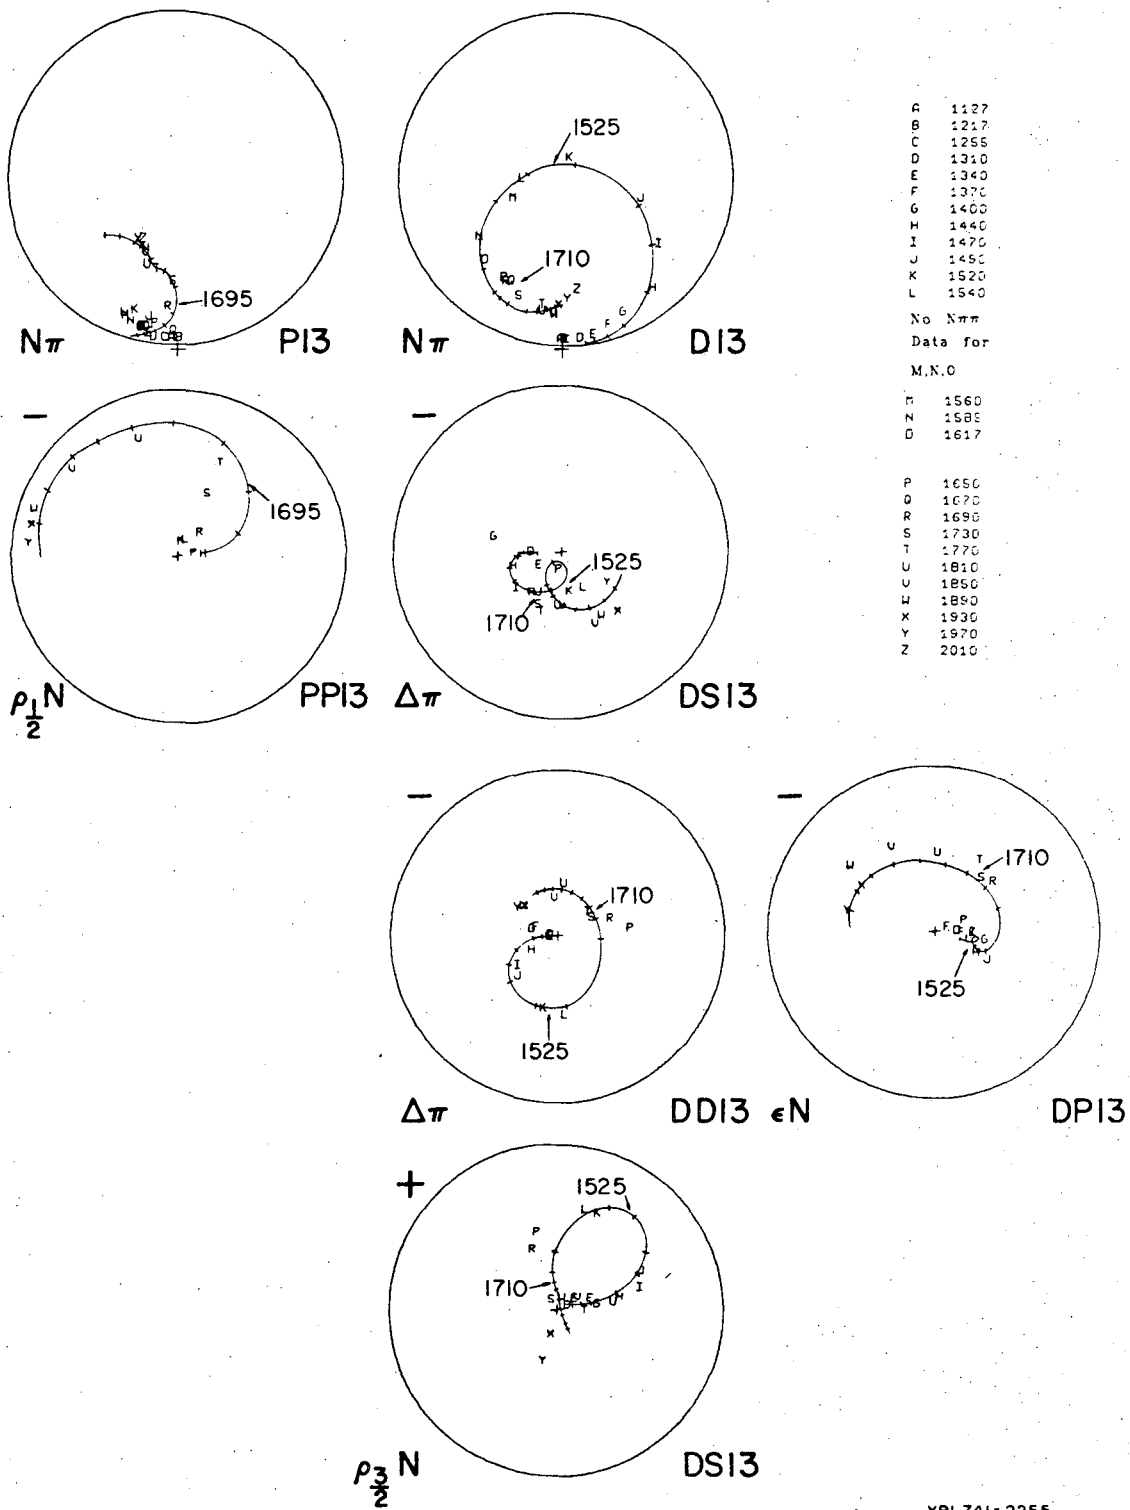 1695
Nπ P13
1525
1710
Nπ D13
A 1127
B 1217
C 1255
D 1310
E 1340
F 1370
G 1400
H 1440
I 1470
J 1490
K 1520
L 1540
No Nππ
Data for
M,N,O
M 1560
N 1585
O 1617
P 1650
Q 1670
R 1690
S 1730
T 1770
U 1810
V 1850
W 1890
X 1930
Y 1970
Z 2010
−
1695
ρ1/2 N PP13
−
1525
1710
Δπ DS13
−
1710
1525
Δπ DD13
−
1710
1525
εN DP13
+
1525
1710
ρ3/2 N DS13